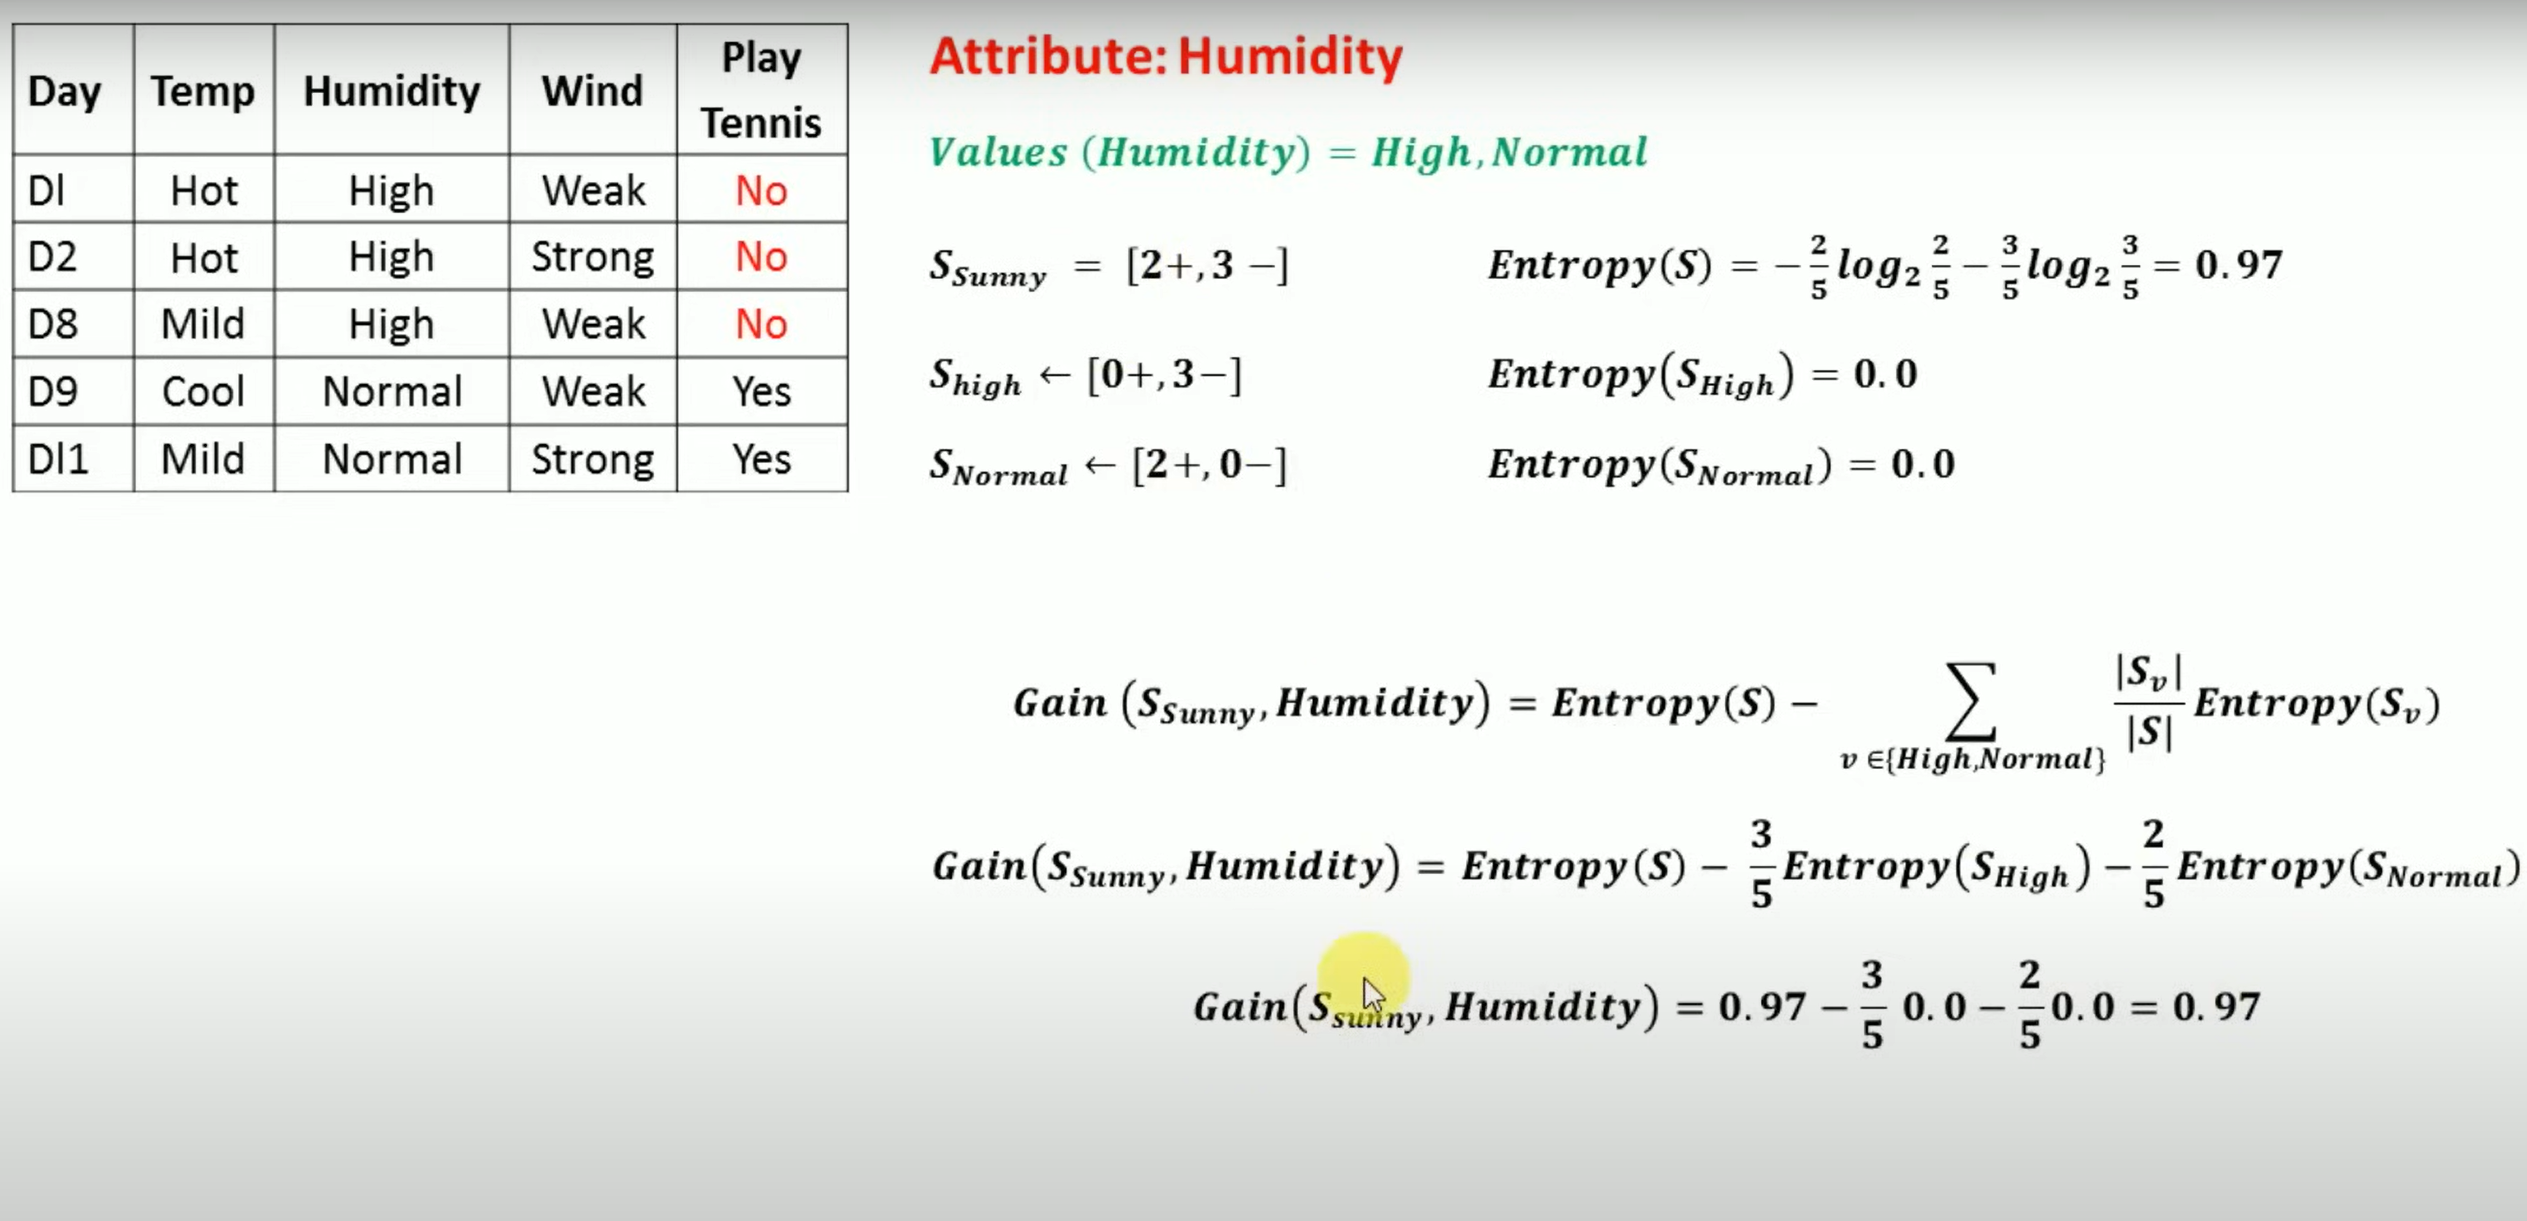 Day Temp Humidity Wind Play Tennis
Dl Hot High Weak No
D2 Hot High Strong No
D8 Mild High Weak No
D9 Cool Normal Weak Yes
Dl1 Mild Normal Strong Yes
Attribute: Humidity
Values (Humidity) = High, Normal
S_Sunny = [2+, 3 −] Entropy(S) = −2/5 log₂ 2/5 − 3/5 log₂ 3/5 = 0.97
S_high ← [0+, 3−] Entropy(S_High) = 0.0
S_Normal ← [2+, 0−] Entropy(S_Normal) = 0.0
Gain (S_Sunny, Humidity) = Entropy(S) − ∑ v ∈{High,Normal} |S_v|/|S| Entropy(S_v)
Gain(S_Sunny, Humidity) = Entropy(S) − 3/5 Entropy(S_High) − 2/5 Entropy(S_Normal)
Gain(S_sunny, Humidity) = 0.97 − 3/5 0.0 − 2/5 0.0 = 0.97